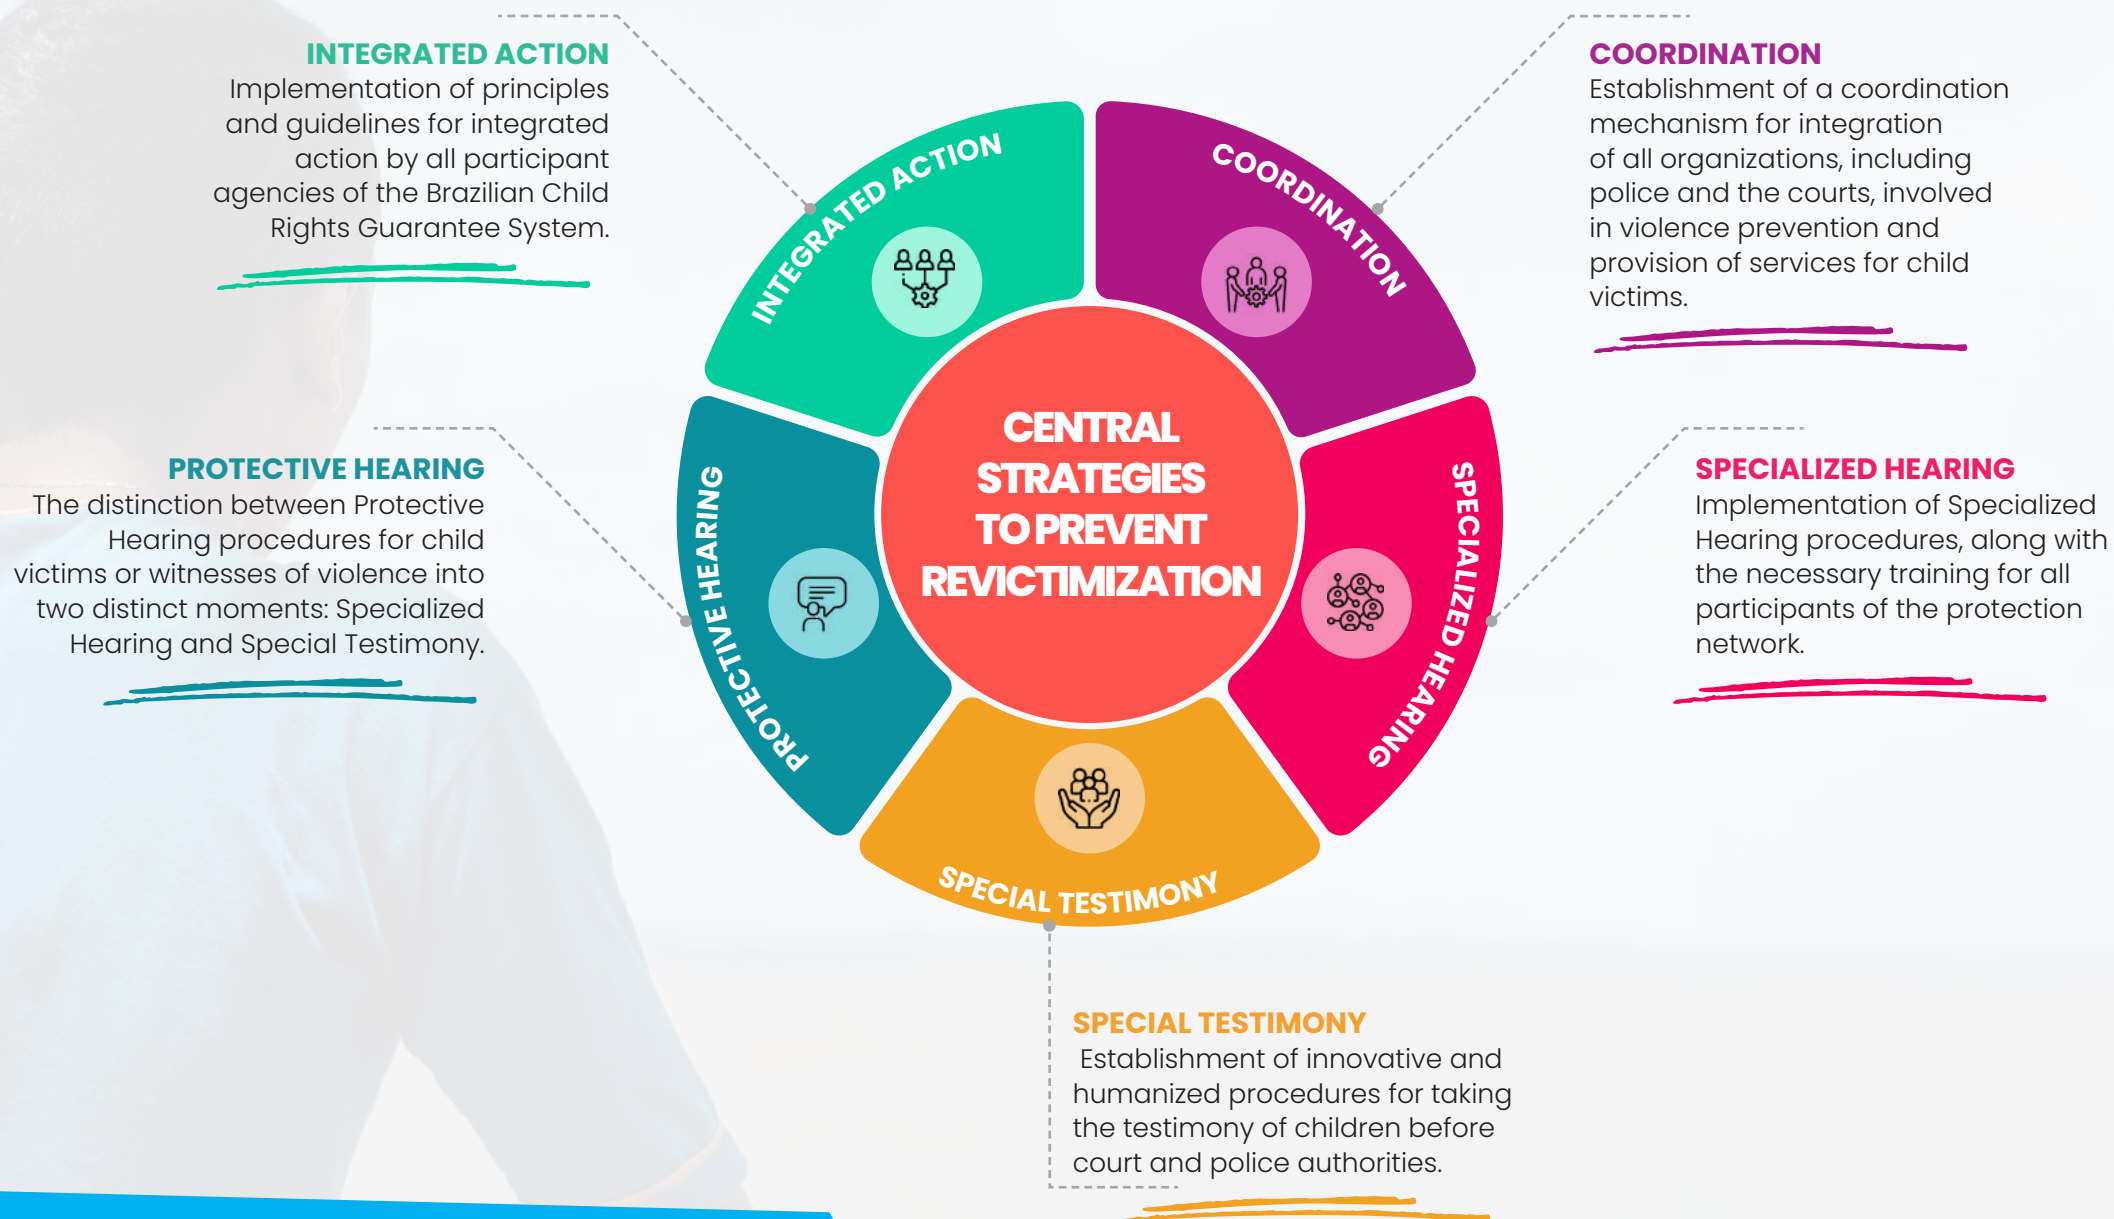 INTEGRATED ACTION
Implementation of principles
and guidelines for integrated
action by all participant
agencies of the Brazilian Child
Rights Guarantee System.
COORDINATION
Establishment of a coordination
mechanism for integration
of all organizations, including
police and the courts, involved
in violence prevention and
provision of services for child
victims.
INTEGRATED ACTION
COORDINATION
PROTECTIVE HEARING
The distinction between Protective
Hearing procedures for child
victims or witnesses of violence into
two distinct moments: Specialized
Hearing and Special Testimony.
PROTECTIVE HEARING
CENTRAL
STRATEGIES
TO PREVENT
REVICTIMIZATION
SPECIALIZED HEARING
SPECIALIZED HEARING
Implementation of Specialized
Hearing procedures, along with
the necessary training for all
participants of the protection
network.
SPECIAL TESTIMONY
SPECIAL TESTIMONY
Establishment of innovative and
humanized procedures for taking
the testimony of children before
court and police authorities.